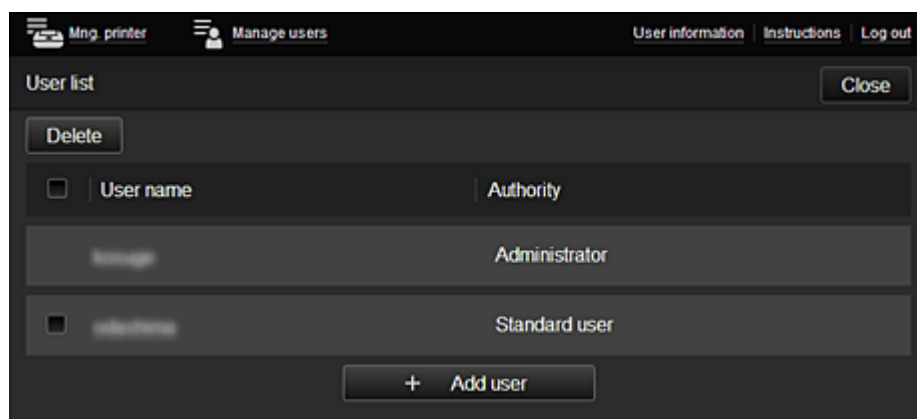 Mng. printer Manage users User information Instructions Log out
User list Close
Delete
User name Authority
Administrator
Standard user
+ Add user